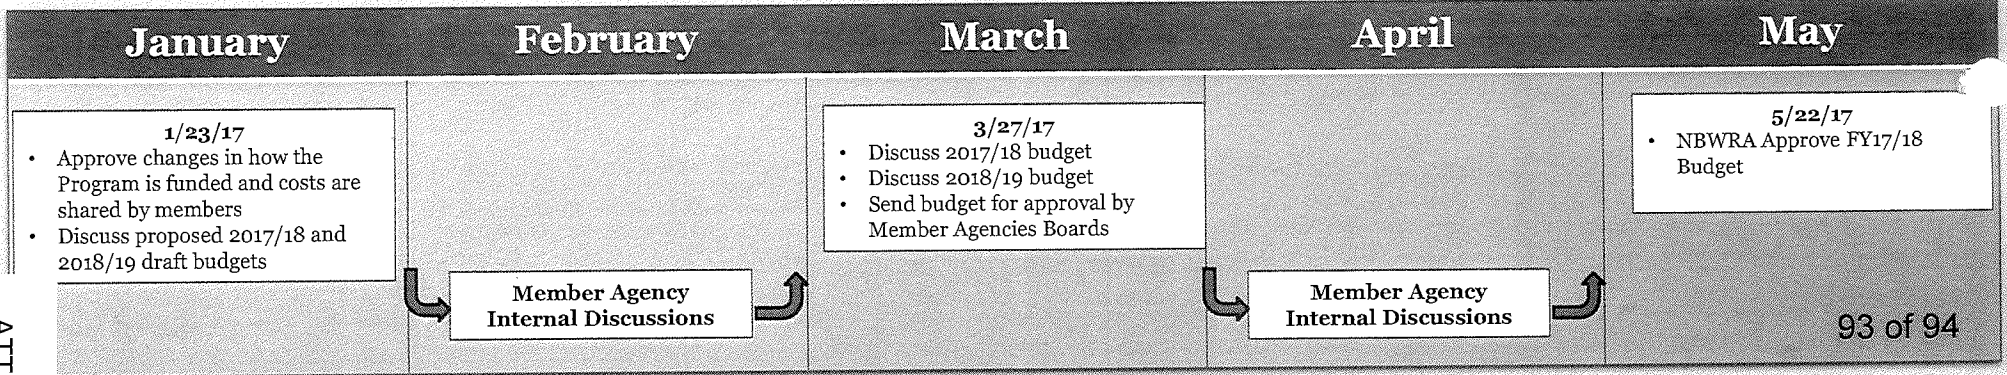 January
February
March
April
May
1/23/17
• Approve changes in how the
Program is funded and costs are
shared by members
• Discuss proposed 2017/18 and
2018/19 draft budgets
Member Agency
Internal Discussions
3/27/17
• Discuss 2017/18 budget
• Discuss 2018/19 budget
• Send budget for approval by
Member Agencies Boards
Member Agency
Internal Discussions
5/22/17
• NBWRA Approve FY17/18
Budget
93 of 94